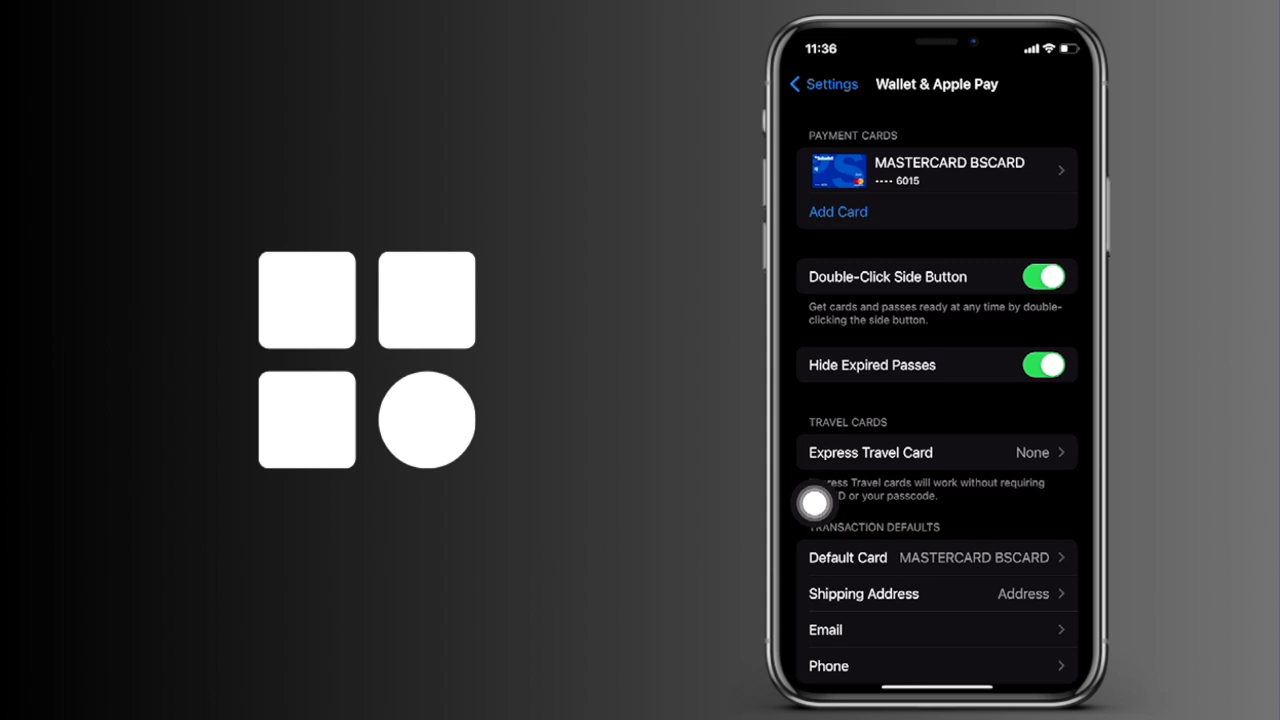 11:36
Settings
Wallet & Apple Pay
PAYMENT CARDS
MASTERCARD BSCARD
•••• 6015
Add Card
Double-Click Side Button
Get cards and passes ready at any time by double-
clicking the side button.
Hide Expired Passes
TRAVEL CARDS
Express Travel Card None
Travel cards will work without requiring
or your passcode.
TRANSACTION DEFAULTS
Default Card MASTERCARD BSCARD
Shipping Address Address
Email
Phone